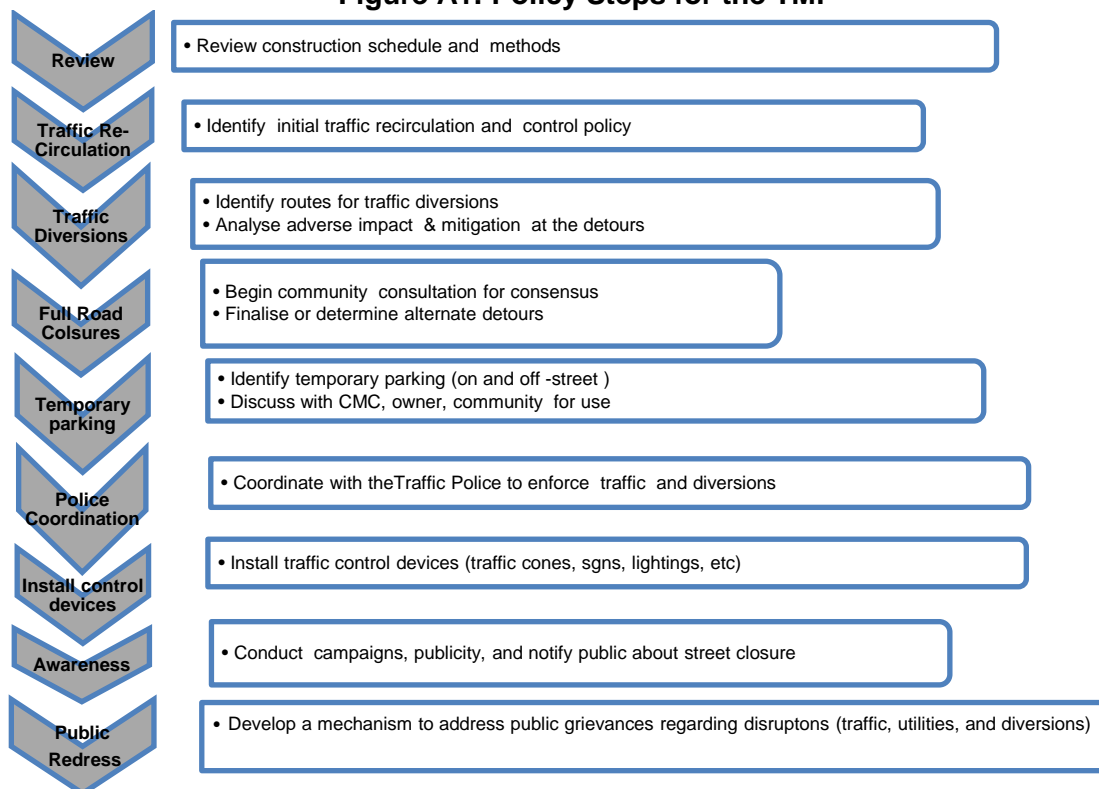 Figure A1: Policy Steps for the TMP
Review
• Review construction schedule and methods
Traffic Re-
Circulation
• Identify initial traffic recirculation and control policy
Traffic
Diversions
• Identify routes for traffic diversions
• Analyse adverse impact & mitigation at the detours
Full Road
Colsures
• Begin community consultation for consensus
• Finalise or determine alternate detours
Temporary
parking
• Identify temporary parking (on and off -street )
• Discuss with CMC, owner, community for use
Police
Coordination
• Coordinate with theTraffic Police to enforce traffic and diversions
Install control
devices
• Install traffic control devices (traffic cones, sgns, lightings, etc)
Awareness
• Conduct campaigns, publicity, and notify public about street closure
Public
Redress
• Develop a mechanism to address public grievances regarding disruptons (traffic, utilities, and diversions)